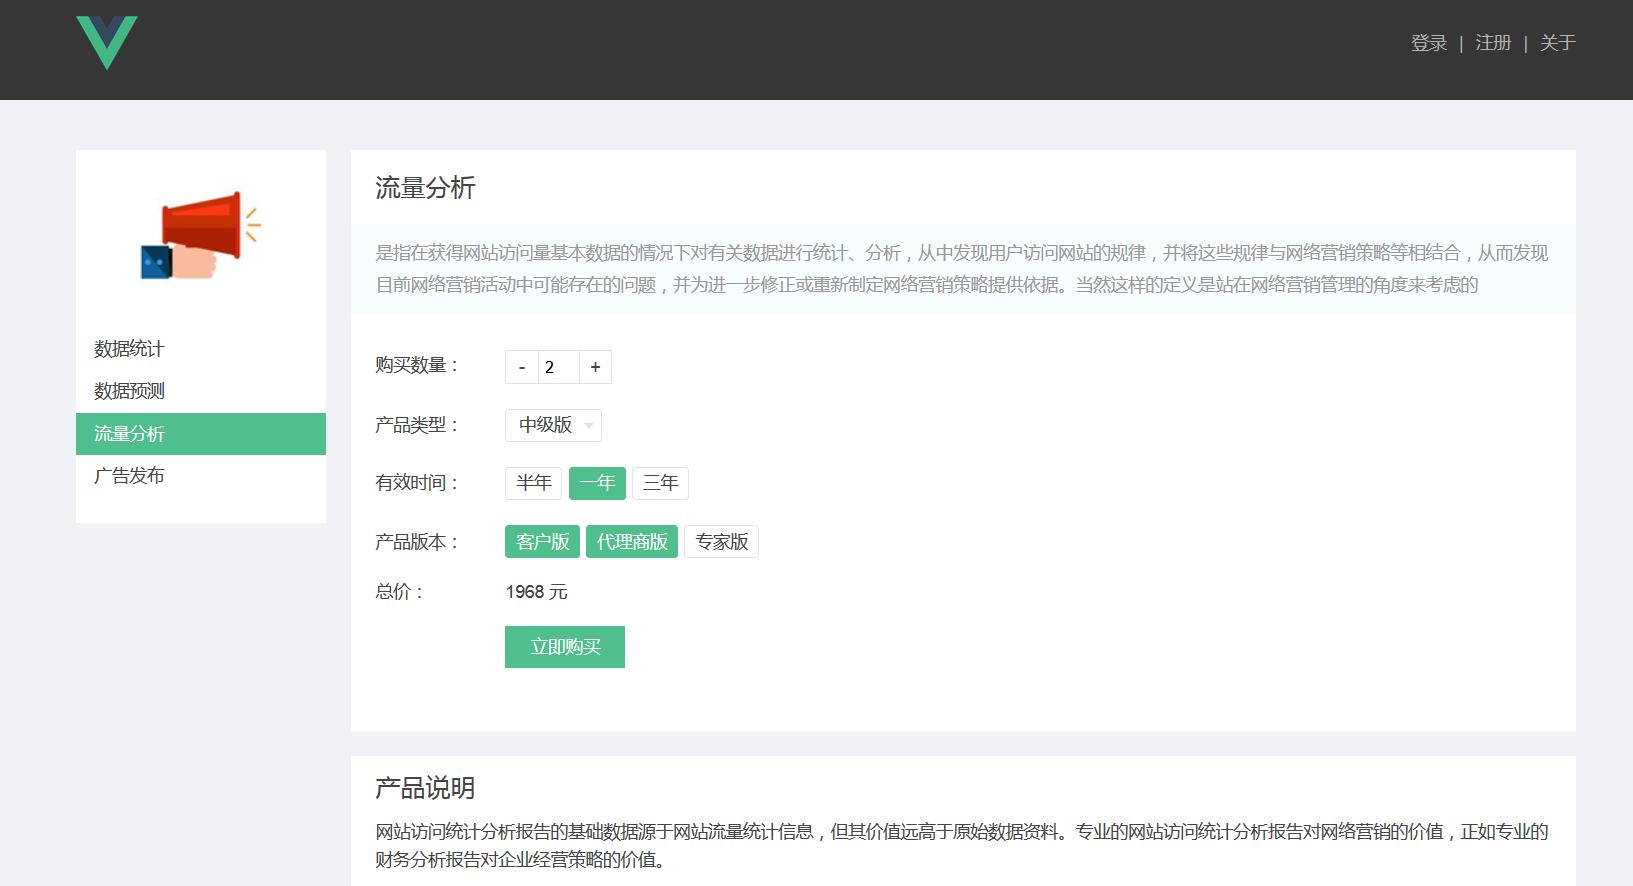 登录 | 注册 | 关于
数据统计
数据预测
流量分析
广告发布
流量分析
是指在获得网站访问量基本数据的情况下对有关数据进行统计、分析，从中发现用户访问网站的规律，并将这些规律与网络营销策略等相结合，从而发现
目前网络营销活动中可能存在的问题，并为进一步修正或重新制定网络营销策略提供依据。当然这样的定义是站在网络营销管理的角度来考虑的
购买数量： - 2 +
产品类型： 中级版
有效时间： 半年 一年 三年
产品版本： 客户版 代理商版 专家版
总价： 1968 元
立即购买
产品说明
网站访问统计分析报告的基础数据源于网站流量统计信息，但其价值远高于原始数据资料。专业的网站访问统计分析报告对网络营销的价值，正如专业的
财务分析报告对企业经营策略的价值。